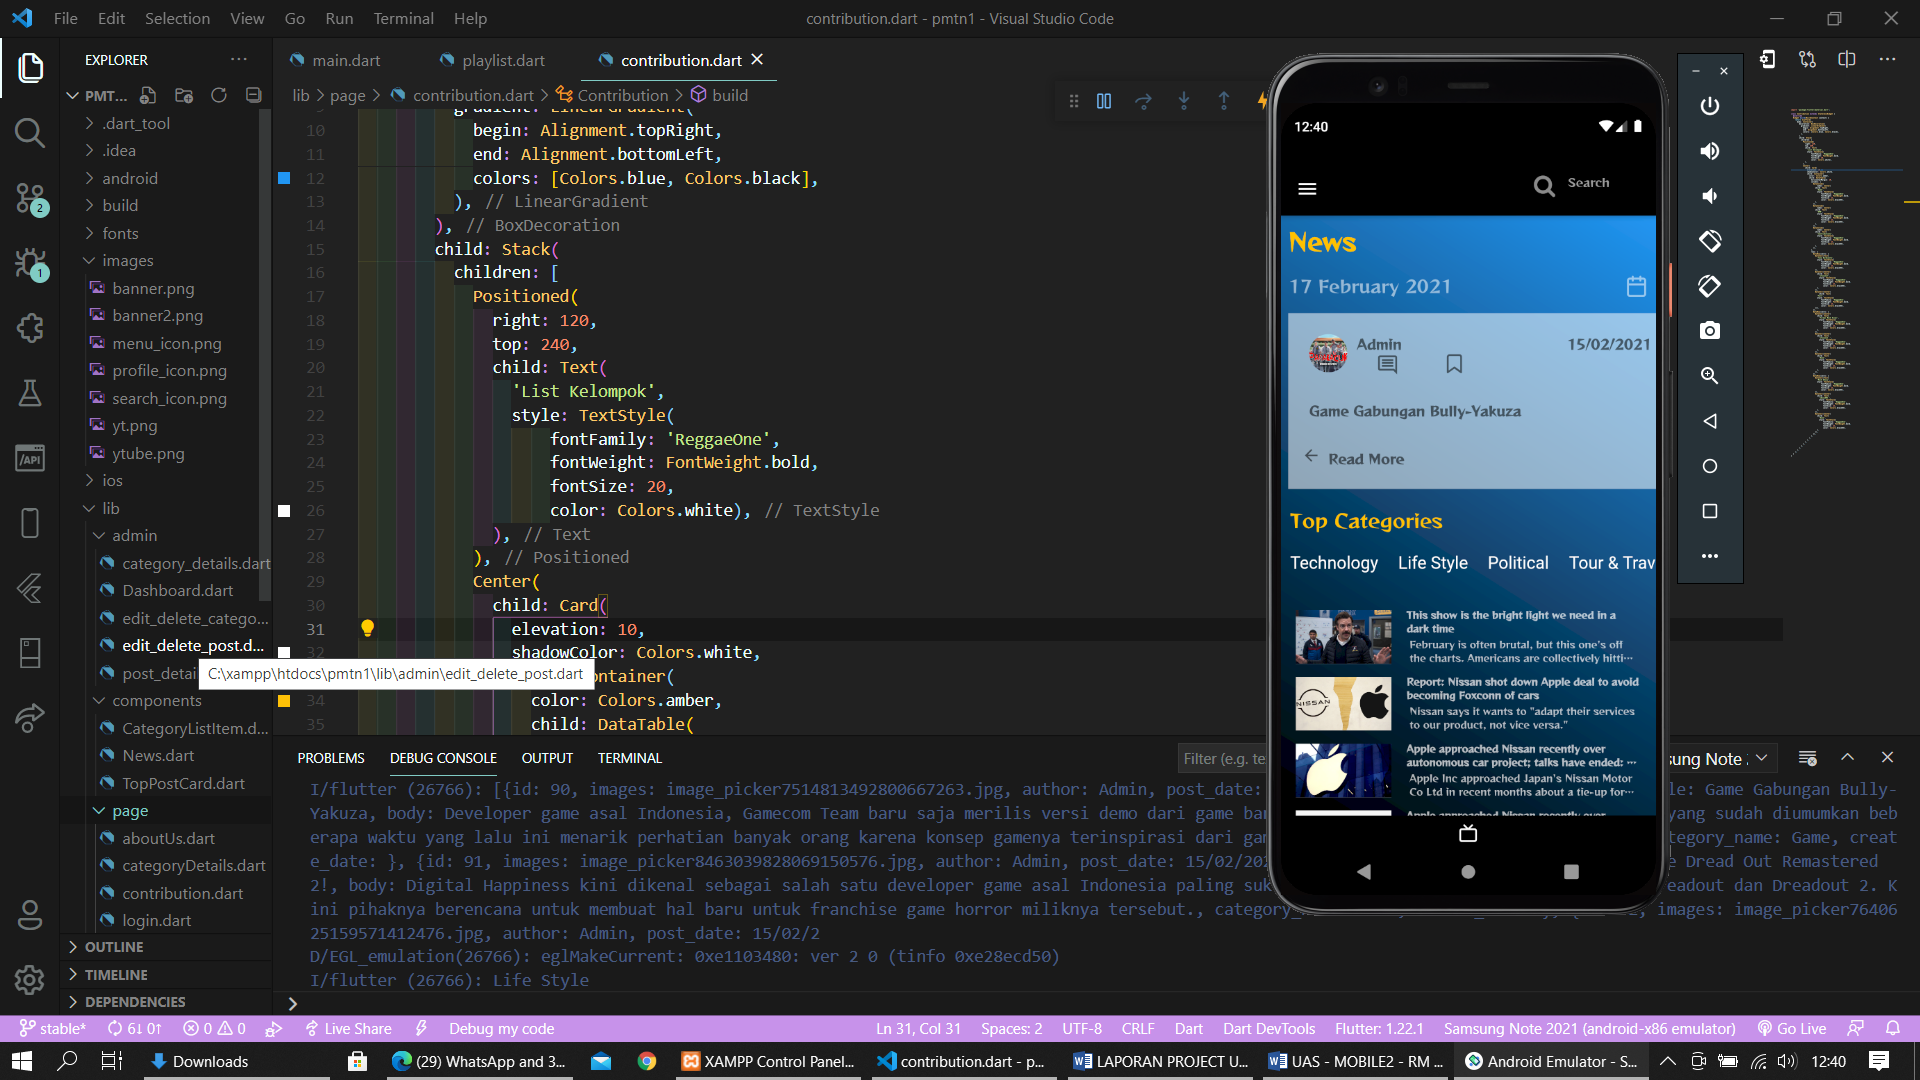 File Edit Selection View Go Run Terminal Help
contribution.dart - pmtn1 - Visual Studio Code
EXPLORER
main.dart
playlist.dart
contribution.dart
PMT...
lib > page > contribution.dart > Contribution > build
.dart_tool
.idea
android
build
fonts
images
banner.png
banner2.png
menu_icon.png
profile_icon.png
search_icon.png
yt.png
ytube.png
ios
lib
admin
category_details.dart
Dashboard.dart
edit_delete_catego...
edit_delete_post.d...
C:\xampp\htdocs\pmtn1\lib\admin\edit_delete_post.dart
components
CategoryListItem.d...
News.dart
TopPostCard.dart
page
aboutUs.dart
categoryDetails.dart
contribution.dart
login.dart
OUTLINE
TIMELINE
DEPENDENCIES
2
1
/API
gradient: LinearGradient(
10 begin: Alignment.topRight,
11 end: Alignment.bottomLeft,
12 colors: [Colors.blue, Colors.black],
13 ), // LinearGradient
14 ), // BoxDecoration
15 child: Stack(
16 children: [
17 Positioned(
18 right: 120,
19 top: 240,
20 child: Text(
21 'List Kelompok',
22 style: TextStyle(
23 fontFamily: 'ReggaeOne',
24 fontWeight: FontWeight.bold,
25 fontSize: 20,
26 color: Colors.white), // TextStyle
27 ), // Text
28 ), // Positioned
29 Center(
30 child: Card(
31 elevation: 10,
32 shadowColor: Colors.white,
ontainer(
34 color: Colors.amber,
35 child: DataTable(
PROBLEMS DEBUG CONSOLE OUTPUT TERMINAL
Filter (e.g. te
sung Note
I/flutter (26766): [{id: 90, images: image_picker7514813492800667263.jpg, author: Admin, post_date: le: Game Gabungan Bully-
Yakuza, body: Developer game asal Indonesia, Gamecom Team baru saja merilis versi demo dari game ban yang sudah diumumkan beb
erapa waktu yang lalu ini menarik perhatian banyak orang karena konsep gamenya terinspirasi dari gam ategory_name: Game, creat
e_date: }, {id: 91, images: image_picker8463039828069150576.jpg, author: Admin, post_date: 15/02/202 e Dread Out Remastered
2!, body: Digital Happiness kini dikenal sebagai salah satu developer game asal Indonesia paling suk eadout dan Dreadout 2. K
ini pihaknya berencana untuk membuat hal baru untuk franchise game horror miliknya tersebut., category_ , images: image_picker76406
25159571412476.jpg, author: Admin, post_date: 15/02/2
D/EGL_emulation(26766): eglMakeCurrent: 0xe1103480: ver 2 0 (tinfo 0xe28ecd50)
I/flutter (26766): Life Style
12:40
Search
News
17 February 2021
Admin
15/02/2021
Game Gabungan Bully-Yakuza
Read More
Top Categories
Technology Life Style Political Tour & Trav
This show is the bright light we need in a
dark time
February is often brutal, but this one's off
the charts. Americans are collectively hitti...
NISSAN
Report: Nissan shot down Apple deal to avoid
becoming Foxconn of cars
Nissan says it wants to "adapt their services
to our product, not vice versa."
Apple approached Nissan recently over
autonomous car project; talks have ended: ...
Apple Inc approached Japan's Nissan Motor
Co Ltd in recent months about a tie-up for...
Apple approached Nissan recently over
stable* 6↓ 0↑ 0 0 Live Share Debug my code
Ln 31, Col 31 Spaces: 2 UTF-8 CRLF Dart Dart DevTools Flutter: 1.22.1 Samsung Note 2021 (android-x86 emulator) Go Live
Downloads
(29) WhatsApp and 3...
XAMPP Control Panel...
contribution.dart - p...
LAPORAN PROJECT U...
UAS - MOBILE2 - RM ...
Android Emulator - S...
12:40